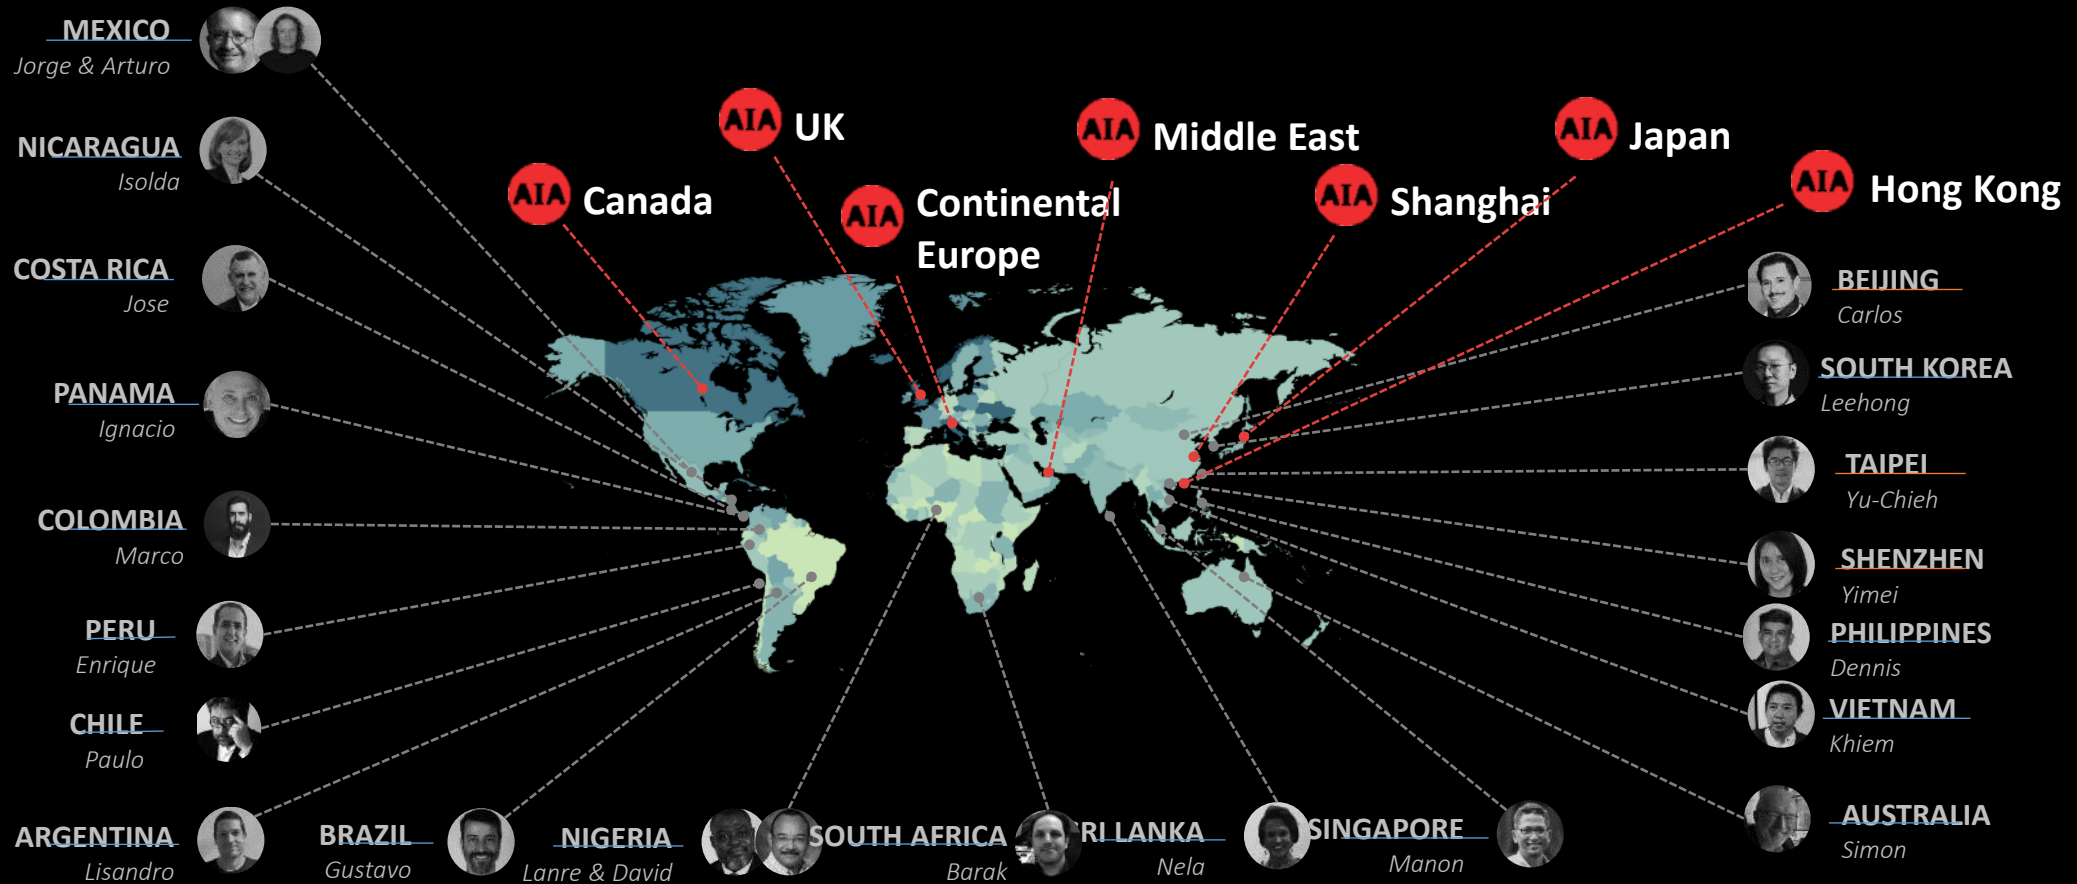 MEXICO
Jorge & Arturo
NICARAGUA
Isolda
COSTA RICA
Jose
PANAMA
Ignacio
COLOMBIA
Marco
PERU
Enrique
CHILE
Paulo
ARGENTINA
Lisandro
BRAZIL
Gustavo
NIGERIA
Lanre & David
SOUTH AFRICA
Barak
RI LANKA
Nela
SINGAPORE
Manon
AIA Canada
AIA UK
AIA Continental
Europe
AIA Middle East
AIA Shanghai
AIA Japan
AIA Hong Kong
BEIJING
Carlos
SOUTH KOREA
Leehong
TAIPEI
Yu-Chieh
SHENZHEN
Yimei
PHILIPPINES
Dennis
VIETNAM
Khiem
AUSTRALIA
Simon